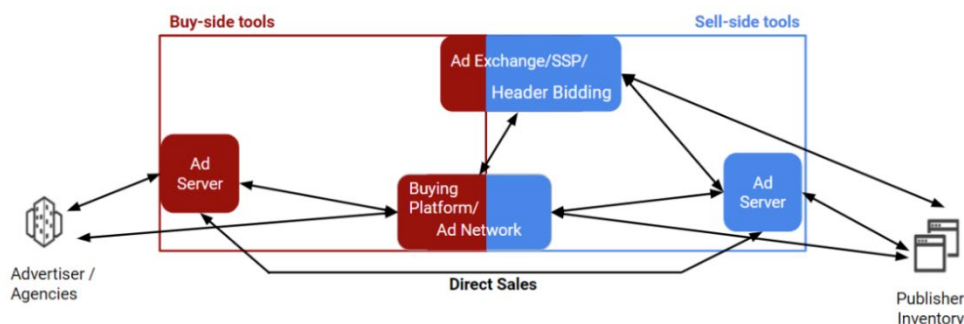 Buy-side tools
Sell-side tools
Ad Exchange/SSP/
Header Bidding
Ad
Server
Buying
Platform/
Ad Network
Ad
Server
Advertiser /
Agencies
Direct Sales
Publisher
Inventory